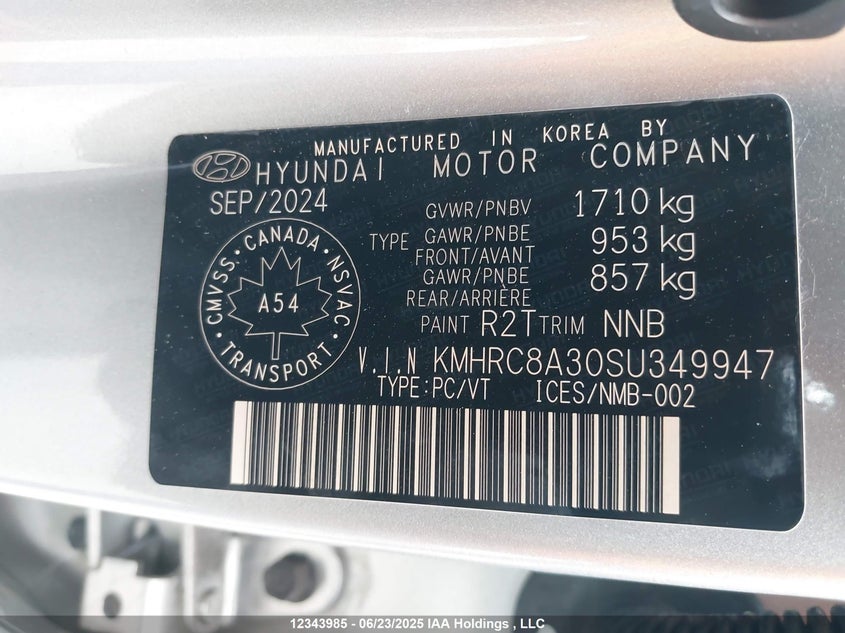 MANUFACTURED IN KOREA BY
HYUNDAI MOTOR COMPANY
SEP/2024
GVWR/PNBV 1710 kg
TYPE GAWR/PNBE 953 kg
FRONT/AVANT
GAWR/PNBE 857 kg
REAR/ARRIÈRE
PAINT R2T TRIM NNB
CMVSS. CANADA. NSVAC
A54
TRANSPORT
V.I.N KMHRC8A30SU349947
TYPE:PC/VT ICES/NMB-002
12343985 - 06/23/2025 IAA Holdings , LLC